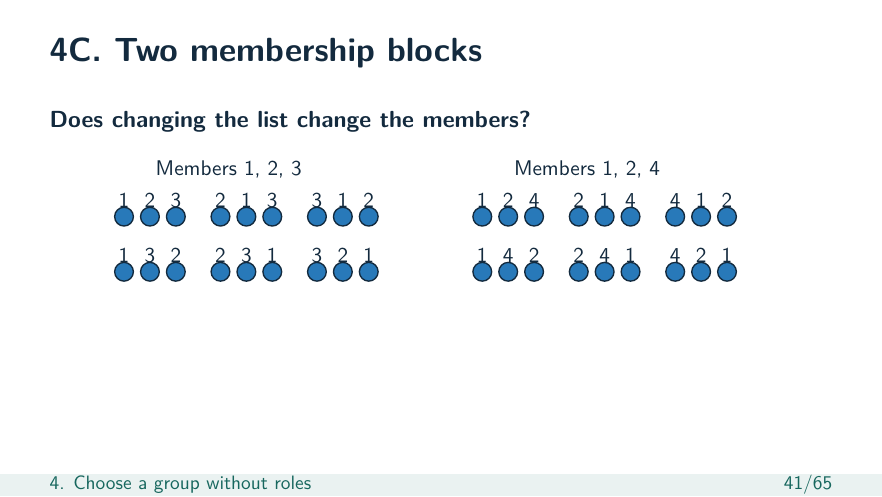 4C. Two membership blocks
Does changing the list change the members?
Members 1, 2, 3
1 2 3 2 1 3 3 1 2
1 3 2 2 3 1 3 2 1
Members 1, 2, 4
1 2 4 2 1 4 4 1 2
1 4 2 2 4 1 4 2 1
4. Choose a group without roles
41/65